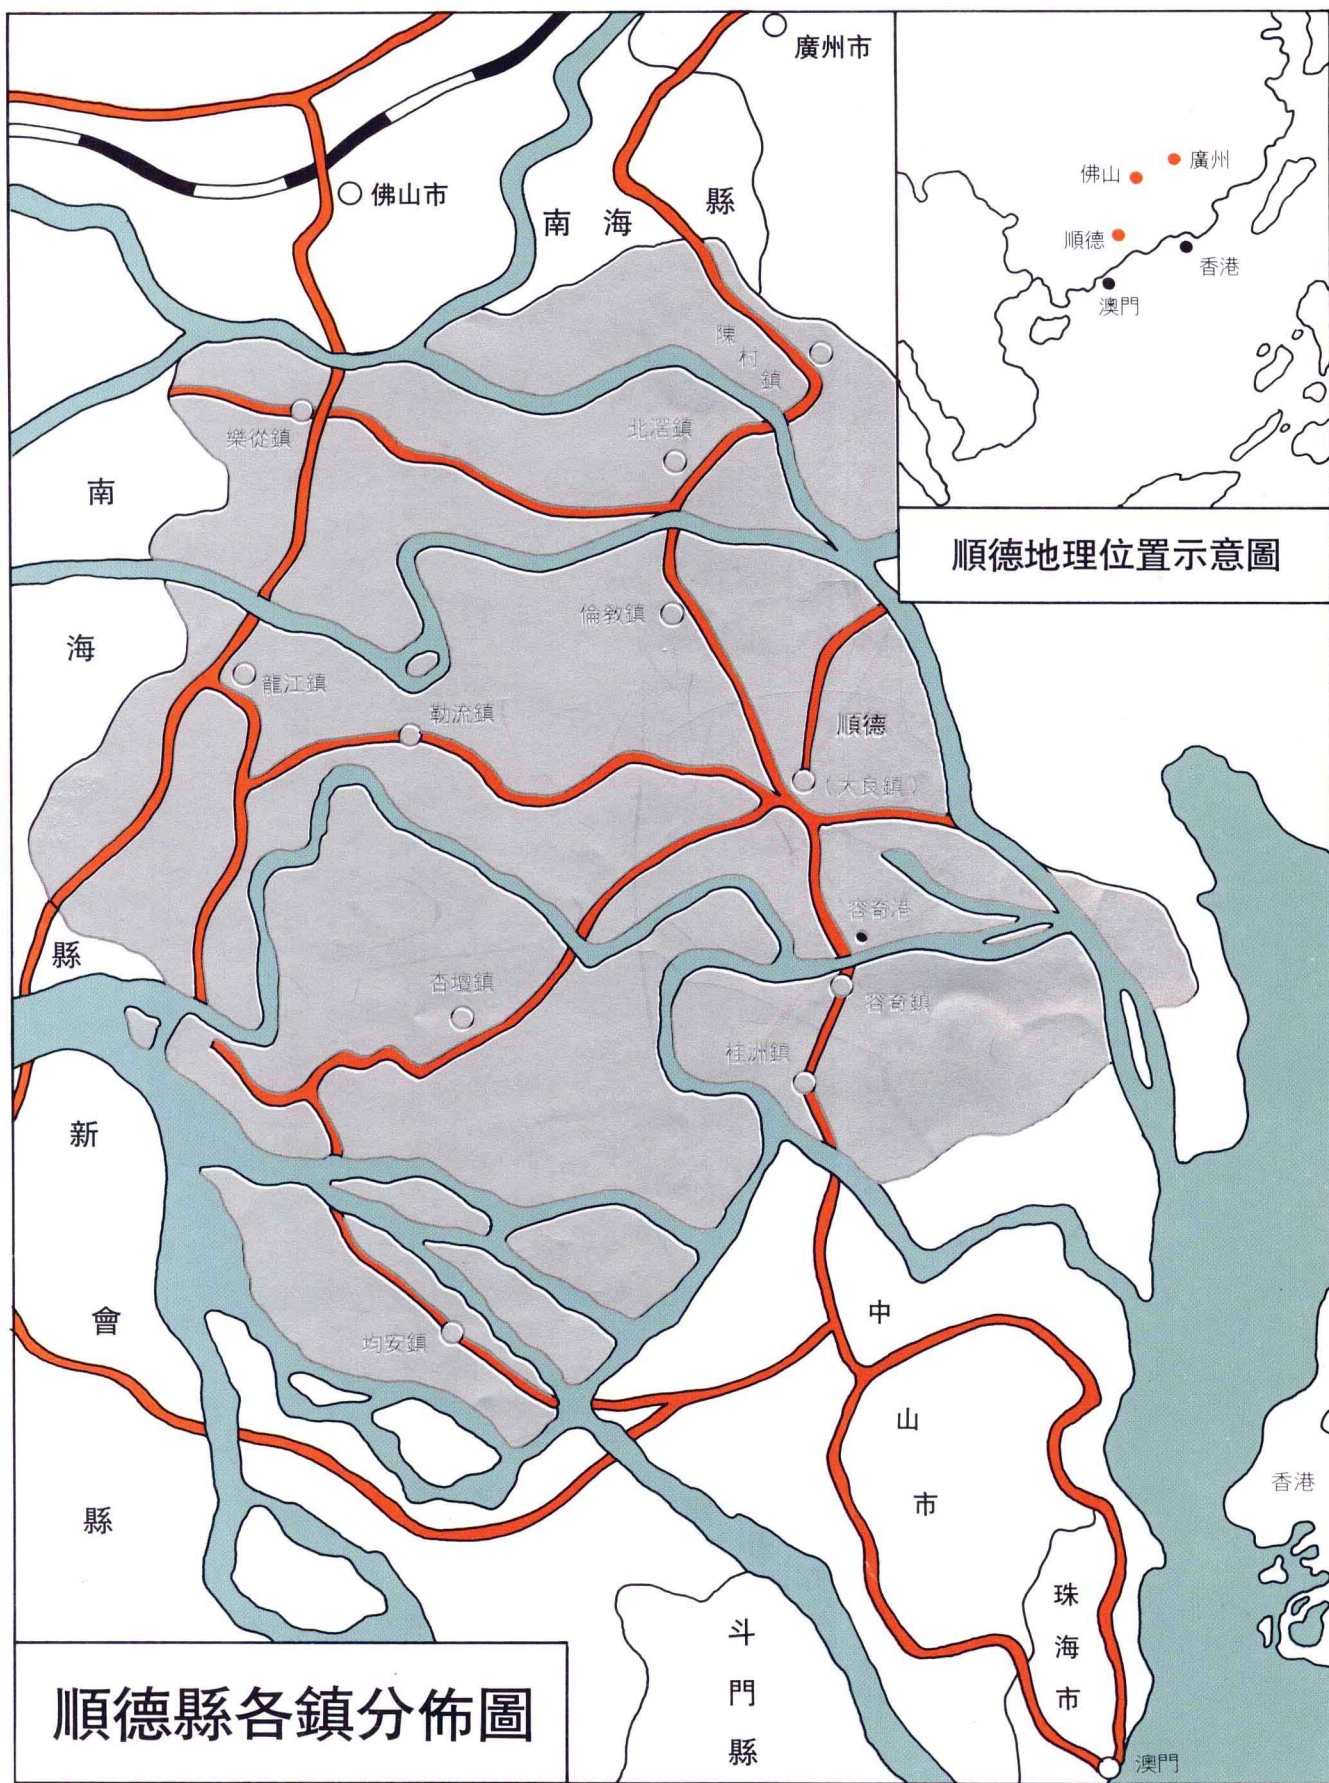 廣州市
佛山市
南海縣
陳村鎮
樂從鎮
北滘鎮
倫教鎮
龍江鎮
勒流鎮
順德
(大良鎮)
容奇港
容奇鎮
桂洲鎮
杏壇鎮
均安鎮
南海縣
新會縣
中山市
珠海市
斗門縣
香港
澳門
廣州
佛山
順德
香港
澳門
順德地理位置示意圖
順德縣各鎮分佈圖